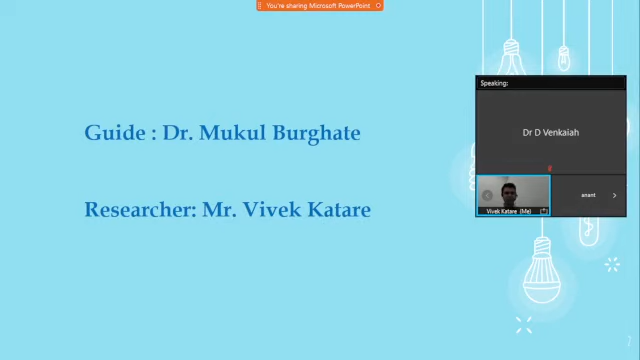 You're sharing Microsoft PowerPoint
Guide : Dr. Mukul Burghate
Researcher: Mr. Vivek Katare
Speaking:
Dr D Venkaiah
Vivek Katare (Me)
anant